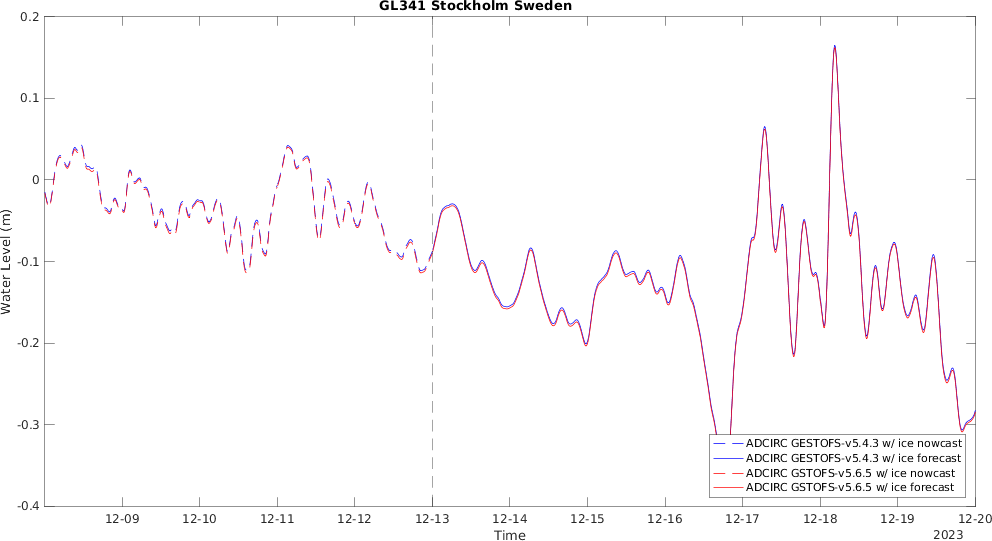 GL341 Stockholm Sweden
0.2
0.1
0
-0.1
-0.2
-0.3
-0.4
Water Level (m)
ADCIRC GESTOFS-v5.4.3 w/ ice nowcast
ADCIRC GESTOFS-v5.4.3 w/ ice forecast
ADCIRC GSTOFS-v5.6.5 w/ ice nowcast
ADCIRC GSTOFS-v5.6.5 w/ ice forecast
12-09 12-10 12-11 12-12 12-13 12-14 12-15 12-16 12-17 12-18 12-19 12-20
Time
2023